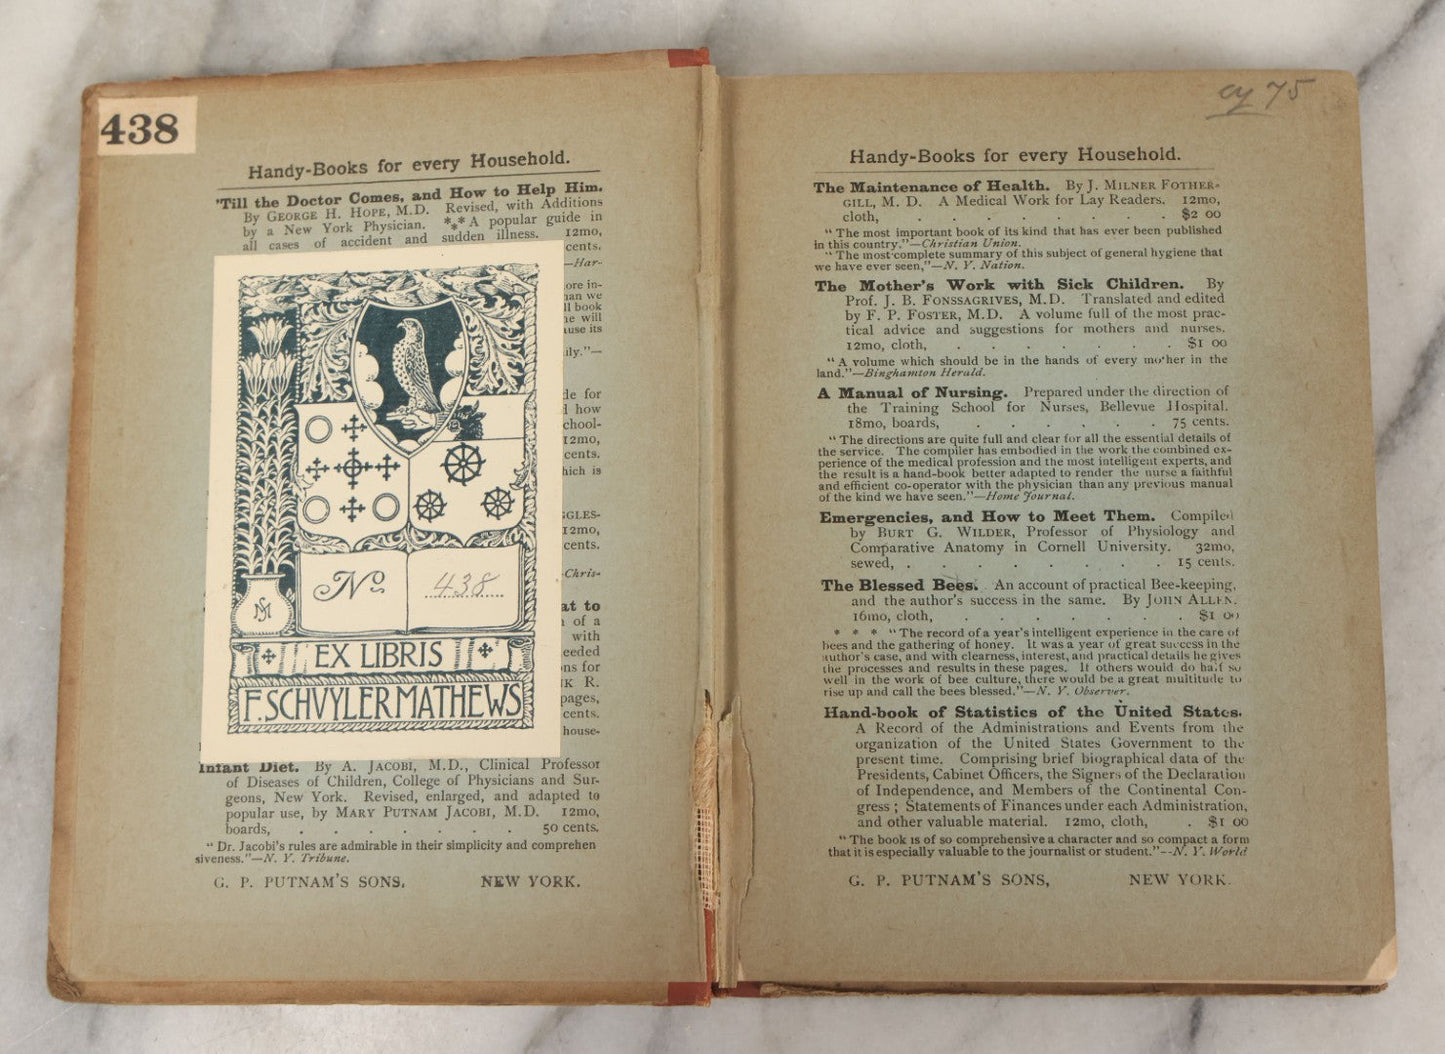 438
Handy-Books for every Household.
'Till the Doctor Comes, and How to Help Him.
By GEORGE H. HOPE, M.D. Revised, with Additions
by a New York Physician. *** A popular guide in
all cases of accident and sudden illness. 12mo,
cents.
—Har-
ore in-
han we
ll book
ne will
ause its
ily."—
de for
d how
chool-
12mo,
cents.
hich is
GGLES-
12mo,
cents.
Chris-
at to
n of a
with
eeded
ons for
K R.
pages,
cents.
house-
No. 438
SM
EX LIBRIS
F. SCHVYLER MATHEWS
Infant Diet. By A. JACOBI, M.D., Clinical Professor
of Diseases of Children, College of Physicians and Sur-
geons, New York. Revised, enlarged, and adapted to
popular use, by MARY PUTNAM JACOBI, M.D. 12mo,
boards, . . . . . . . 50 cents.
"Dr. Jacobi's rules are admirable in their simplicity and comprehen
siveness."—N. Y. Tribune.
G. P. PUTNAM'S SONS, NEW YORK.
cy 75
Handy-Books for every Household.
The Maintenance of Health. By J. MILNER FOTHER-
GILL, M. D. A Medical Work for Lay Readers. 12mo,
cloth, . . . . . . . $2 00
"The most important book of its kind that has ever been published
in this country."—Christian Union.
"The most complete summary of this subject of general hygiene that
we have ever seen,"—N. Y. Nation.
The Mother's Work with Sick Children. By
Prof. J. B. FONSSAGRIVES, M.D. Translated and edited
by F. P. FOSTER, M.D. A volume full of the most prac-
tical advice and suggestions for mothers and nurses.
12mo, cloth, . . . . . . . $1 00
"A volume which should be in the hands of every mother in the
land."—Binghamton Herald.
A Manual of Nursing. Prepared under the direction of
the Training School for Nurses, Bellevue Hospital.
18mo, boards, . . . . . . 75 cents.
"The directions are quite full and clear for all the essential details of
the service. The compiler has embodied in the work the combined ex-
perience of the medical profession and the most intelligent experts, and
the result is a hand-book better adapted to render the nurse a faithful
and efficient co-operator with the physician than any previous manual
of the kind we have seen."—Home Journal.
Emergencies, and How to Meet Them. Compiled
by BURT G. WILDER, Professor of Physiology and
Comparative Anatomy in Cornell University. 32mo,
sewed, . . . . . . . . 15 cents.
The Blessed Bees. An account of practical Bee-keeping,
and the author's success in the same. By JOHN ALLEN.
16mo, cloth, . . . . . . . $1 00
* * * "The record of a year's intelligent experience in the care of
bees and the gathering of honey. It was a year of great success in the
author's case, and with clearness, interest, and practical details he gives
the processes and results in these pages. If others would do half so
well in the work of bee culture, there would be a great multitude to
rise up and call the bees blessed."—N. Y. Observer.
Hand-book of Statistics of the United States.
A Record of the Administrations and Events from the
organization of the United States Government to the
present time. Comprising brief biographical data of the
Presidents, Cabinet Officers, the Signers of the Declaration
of Independence, and Members of the Continental Con-
gress ; Statements of Finances under each Administration,
and other valuable material. 12mo, cloth, . $1 00
"The book is of so comprehensive a character and so compact a form
that it is especially valuable to the journalist or student."—N. Y. World
G. P. PUTNAM'S SONS, NEW YORK.